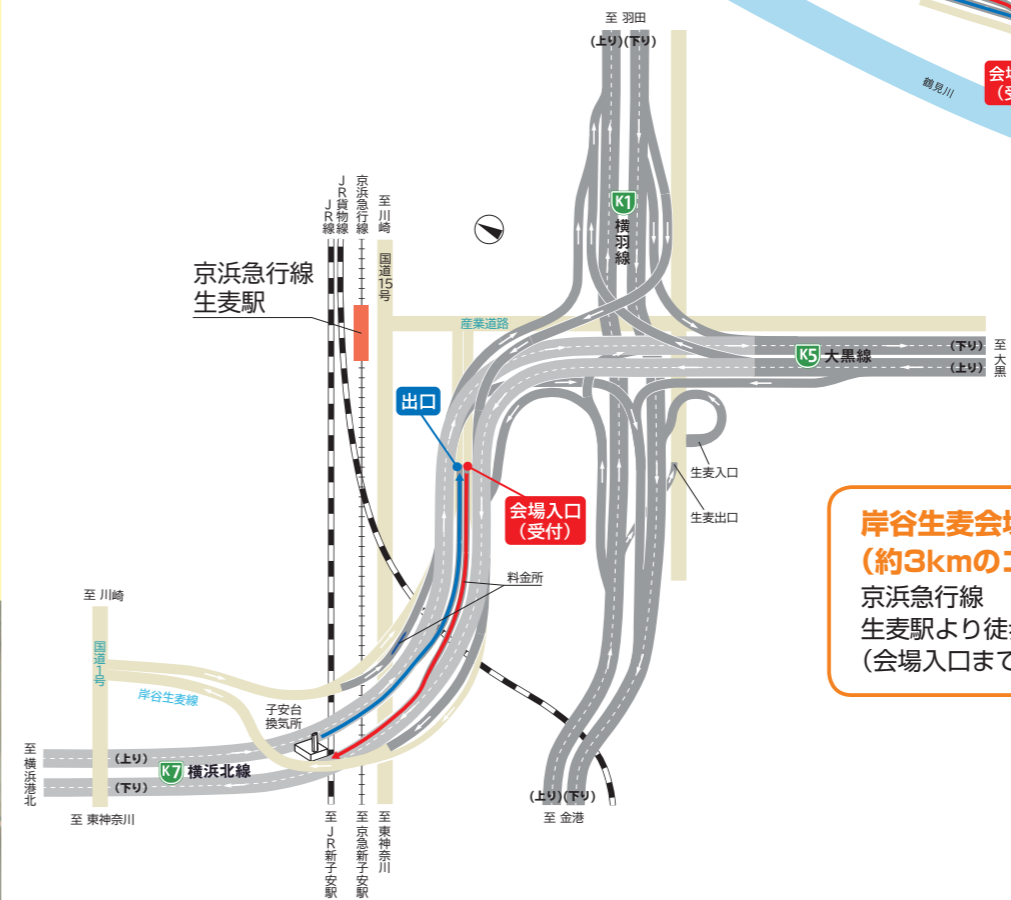 至 羽田
(上り)(下り)
鶴見川
会場
(受
K1
横羽線
JR線
JR貨物線
京浜急行線
至 川崎
国道15号
京浜急行線
生麦駅
産業道路
K5 大黒線
(下り)
(上り)
至 大黒
出口
会場入口
(受付)
生麦入口
生麦出口
料金所
岸谷生麦会場
(約3kmのコ
京浜急行線
生麦駅より徒歩
(会場入口まで
至 川崎
国道1号
岸谷生麦線
子安台
換気所
至 横浜港北
(上り)
(下り)
K7 横浜北線
至 東神奈川
至 JR新子安駅
至 京急新子安駅
至 東神奈川
(上り)(下り)
至 金港